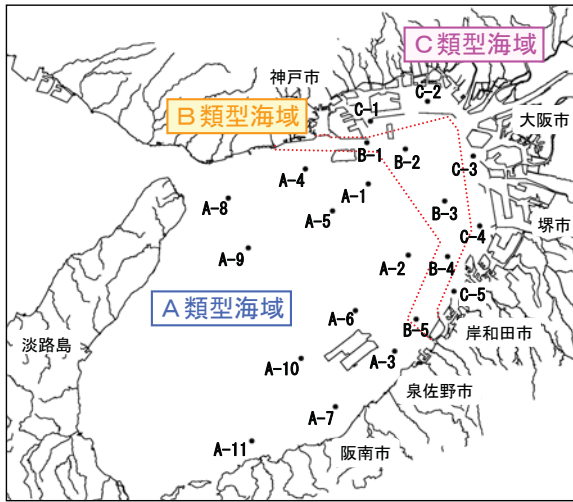 C類型海域
神戸市
C-2
B類型海域
C-1
大阪市
B-1
B-2
C-3
A-4
A-1
A-8
A-5
B-3
堺市
C-4
A-9
A-2
B-4
C-5
A類型海域
A-6
B-5
岸和田市
淡路島
A-3
A-10
泉佐野市
A-7
A-11
阪南市